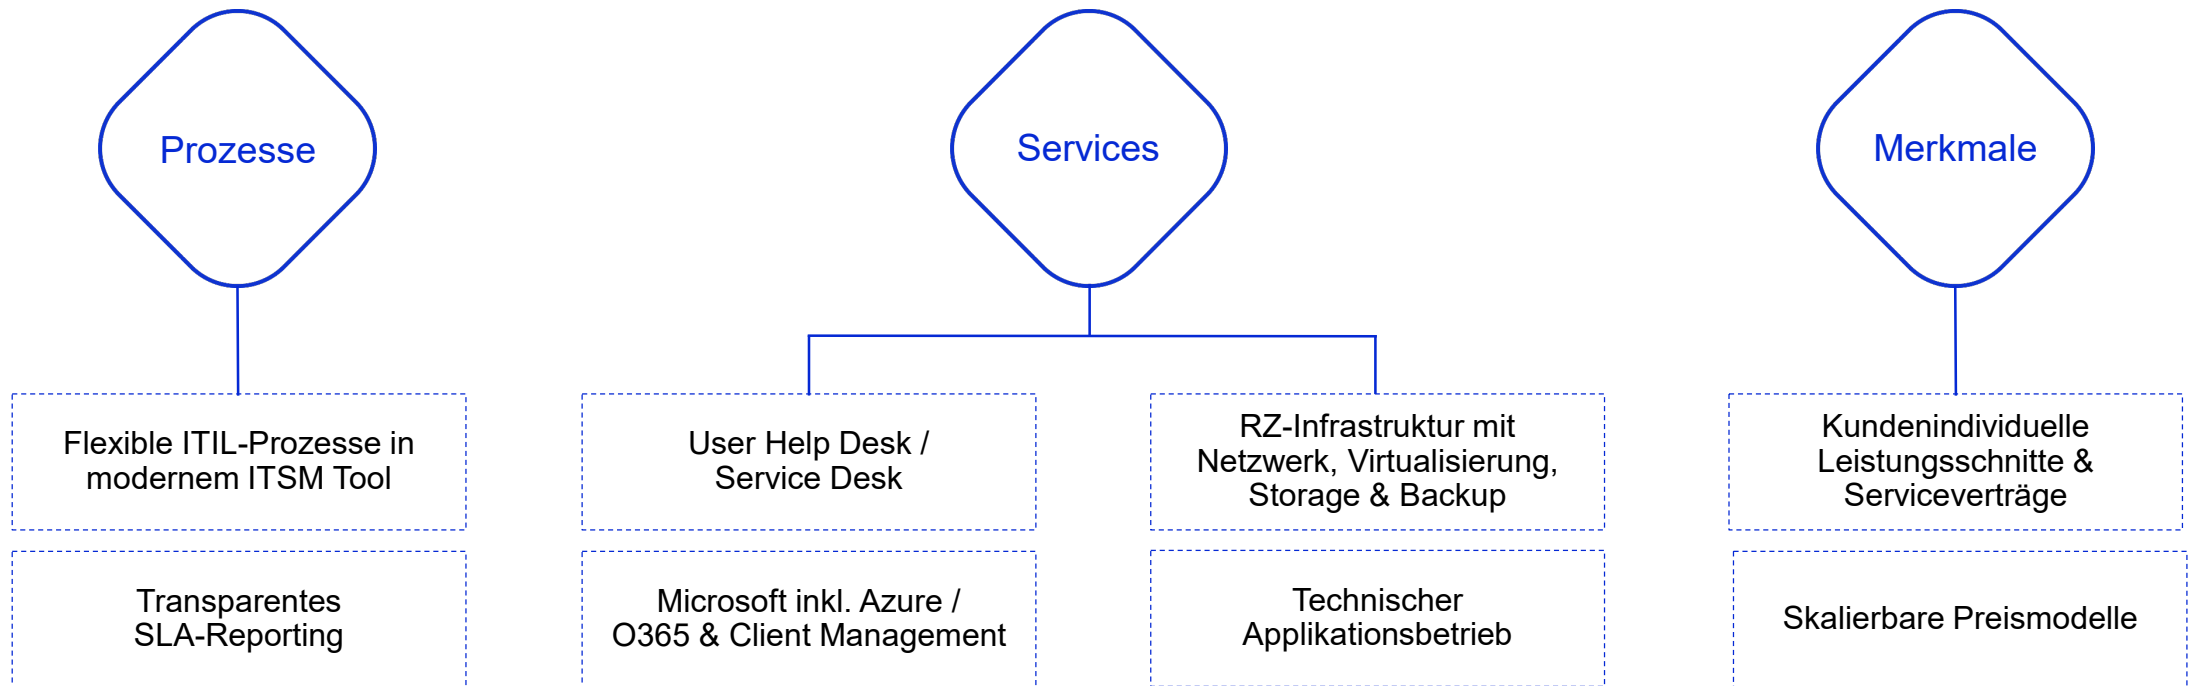 Prozesse
Services
Merkmale
Flexible ITIL-Prozesse in
modernem ITSM Tool
User Help Desk /
Service Desk
RZ-Infrastruktur mit
Netzwerk, Virtualisierung,
Storage & Backup
Kundenindividuelle
Leistungsschnitte &
Serviceverträge
Transparentes
SLA-Reporting
Microsoft inkl. Azure /
O365 & Client Management
Technischer
Applikationsbetrieb
Skalierbare Preismodelle